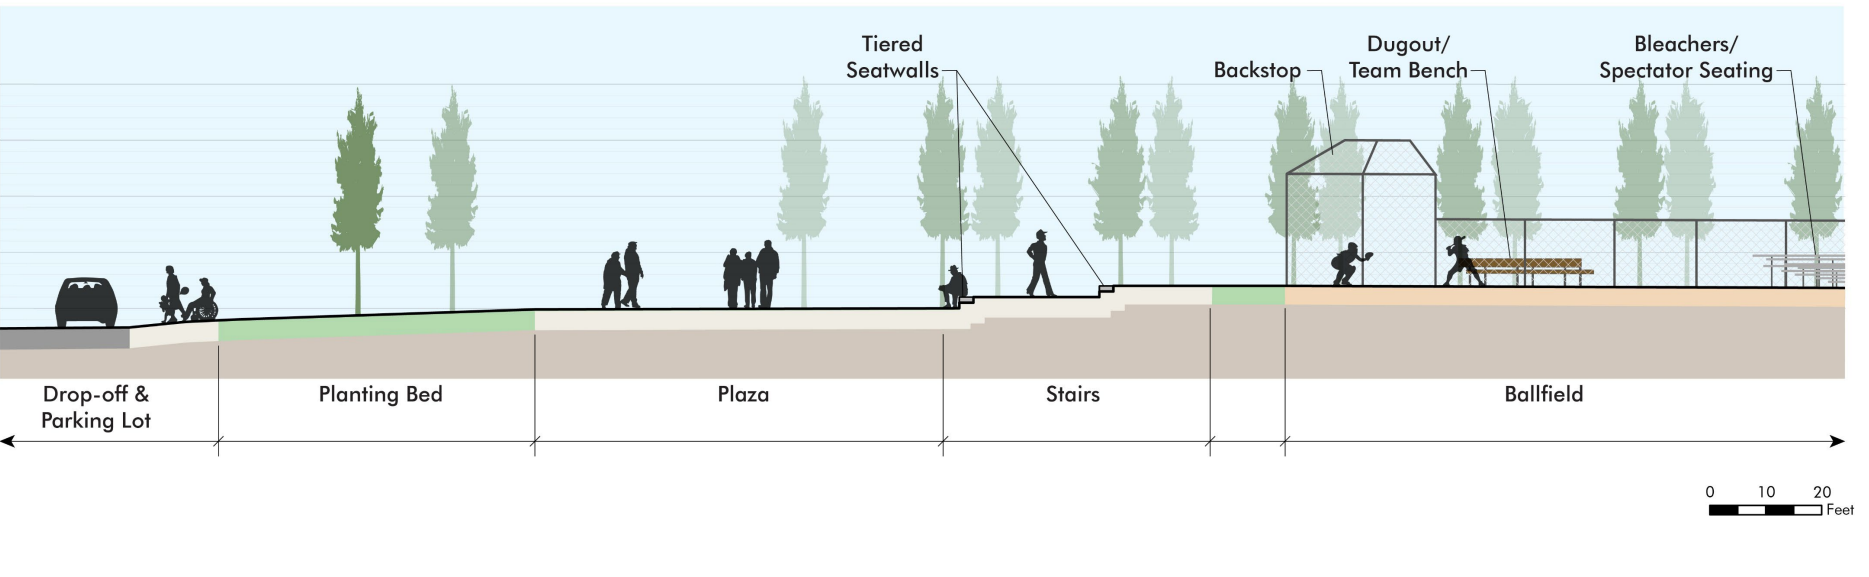 Tiered
Seatwalls
Backstop
Dugout/
Team Bench
Bleachers/
Spectator Seating
Drop-off &
Parking Lot
Planting Bed
Plaza
Stairs
Ballfield
0 10 20
Feet